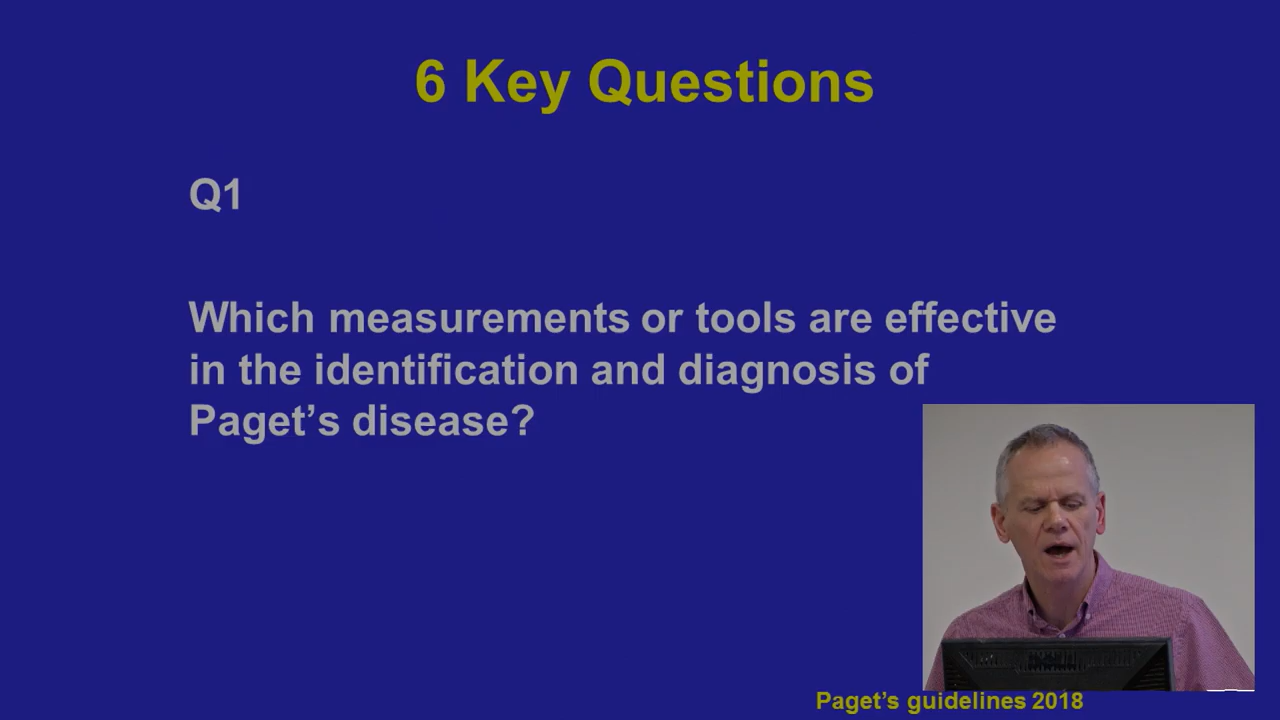 6 Key Questions
Q1
Which measurements or tools are effective
in the identification and diagnosis of
Paget’s disease?
Paget’s guidelines 2018